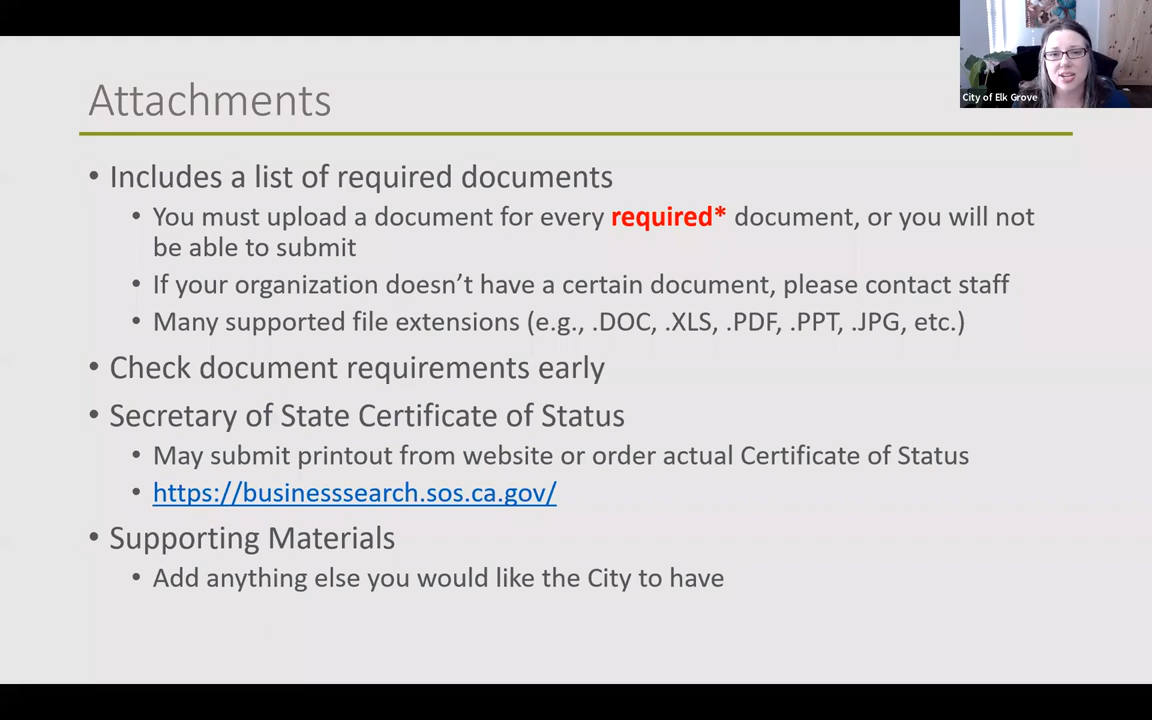 Attachments
City of Elk Grove
• Includes a list of required documents
• You must upload a document for every required* document, or you will not
be able to submit
• If your organization doesn’t have a certain document, please contact staff
• Many supported file extensions (e.g., .DOC, .XLS, .PDF, .PPT, .JPG, etc.)
• Check document requirements early
• Secretary of State Certificate of Status
• May submit printout from website or order actual Certificate of Status
• https://businesssearch.sos.ca.gov/
• Supporting Materials
• Add anything else you would like the City to have